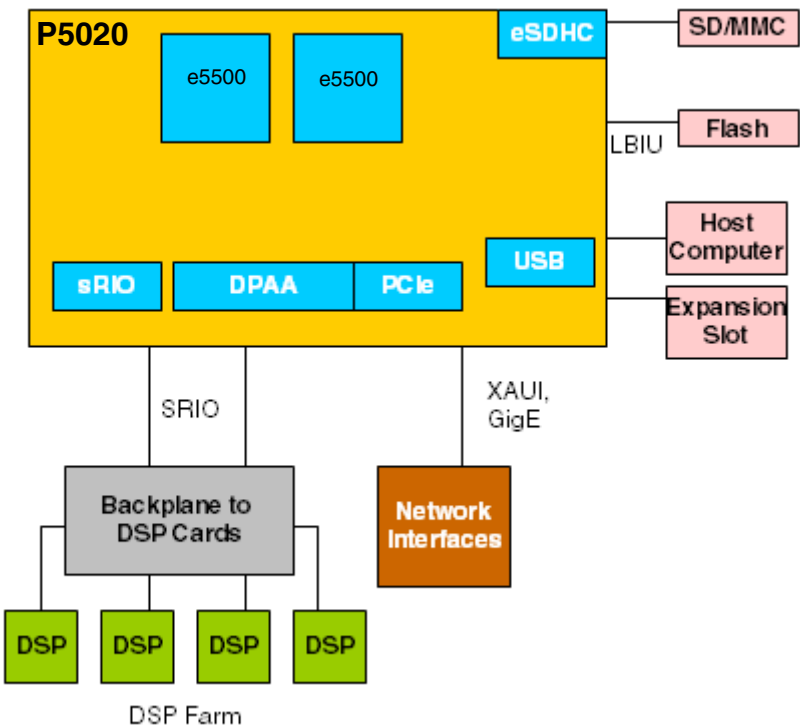 P5020
eSDHC
SD/MMC
e5500
e5500
Flash
LBIU
Host
Computer
USB
sRIO
DPAA
PCIe
Expansion
Slot
SRIO
XAUI,
GigE
Backplane to
DSP Cards
Network
Interfaces
DSP
DSP
DSP
DSP
DSP Farm